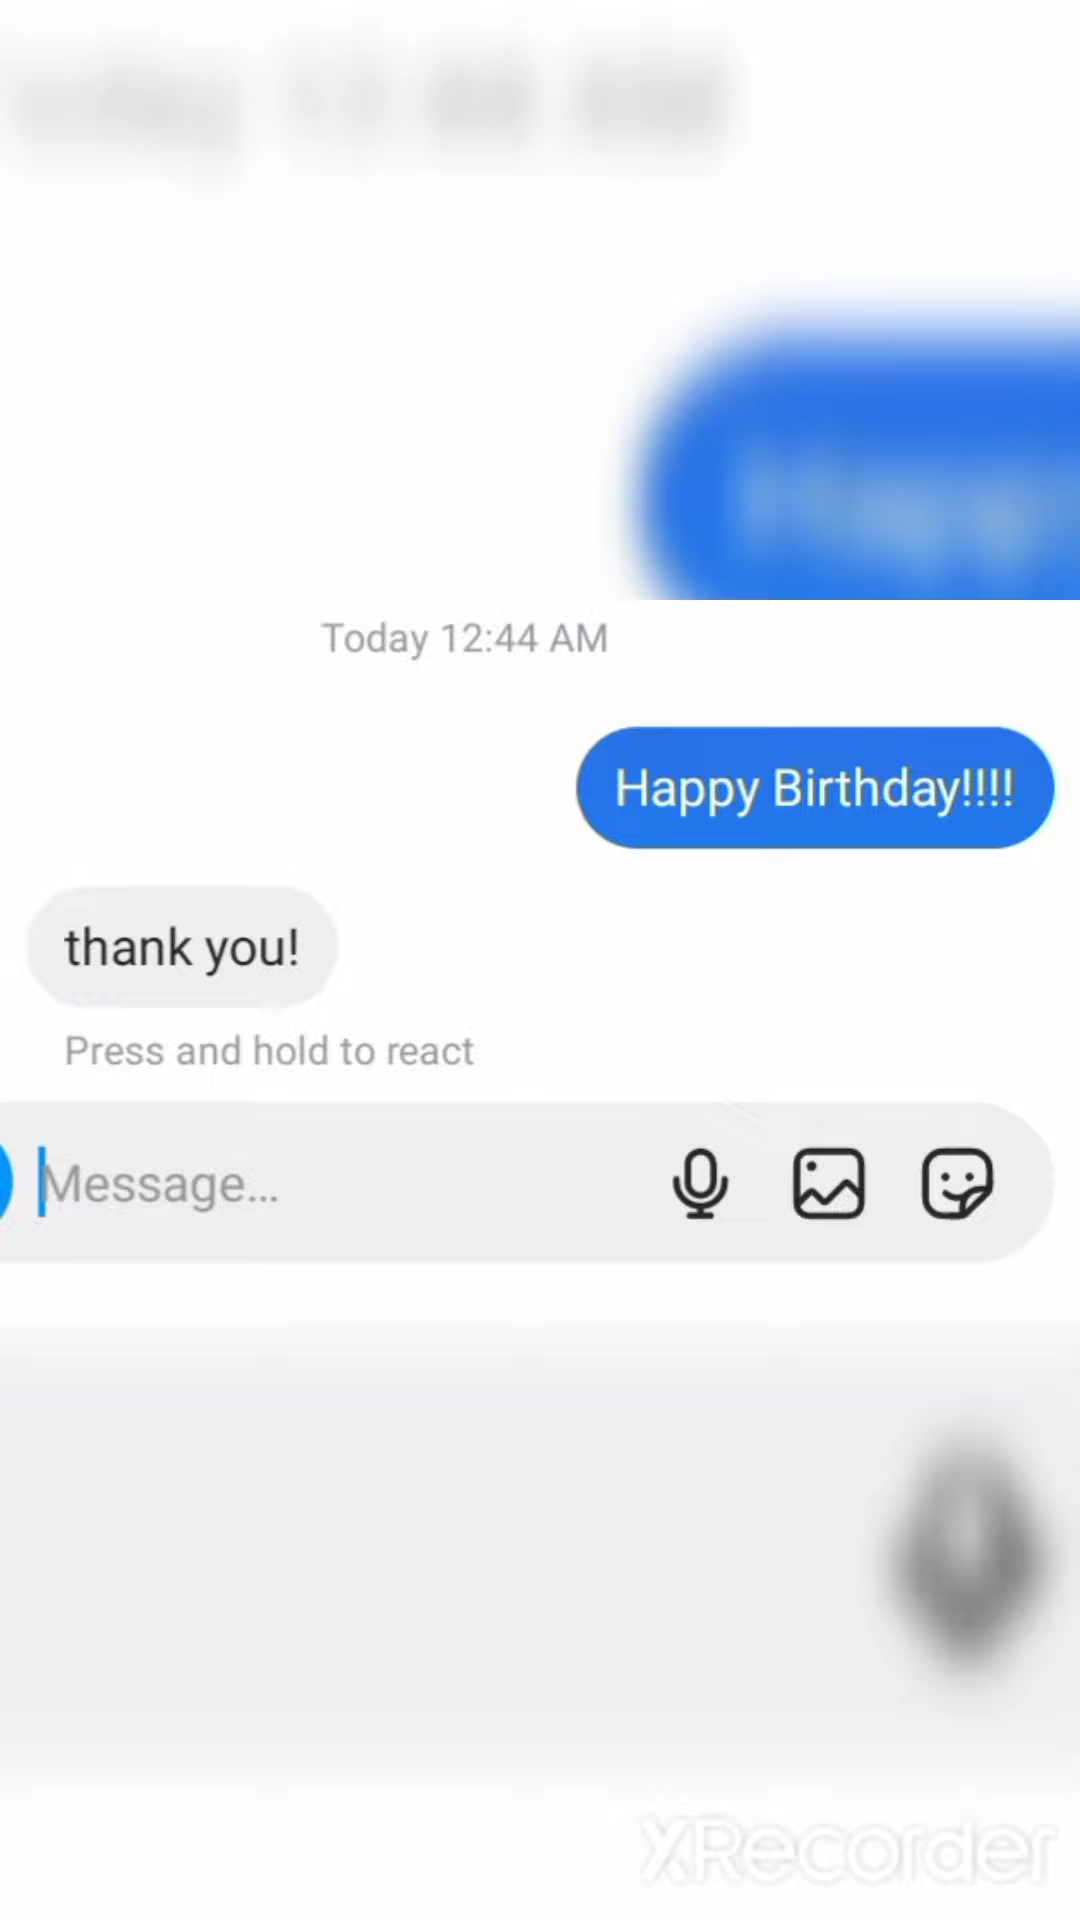 Today 12:44 AM
Happy Birthday!!!!
thank you!
Press and hold to react
Message...
XRecorder